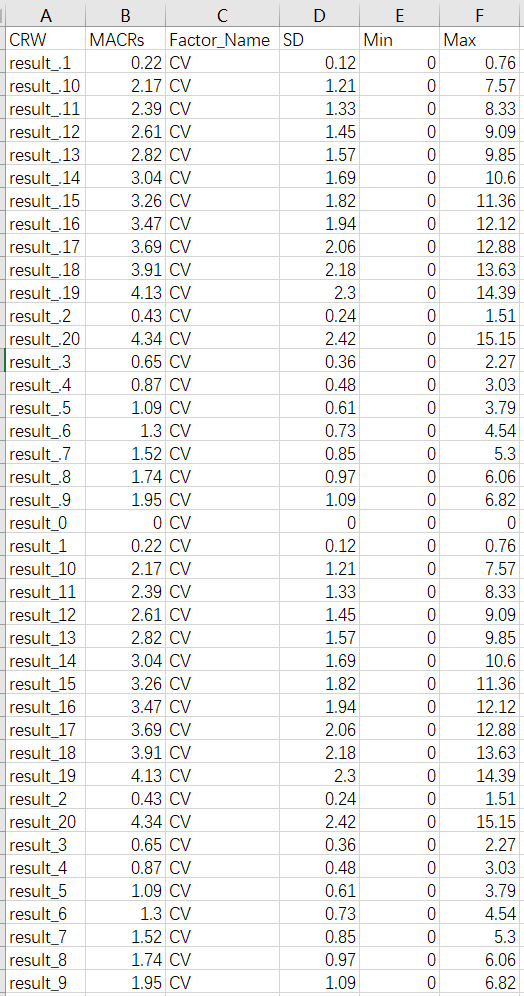 A B C D E F
CRW MACRs Factor_Name SD Min Max
result_.1 0.22 CV 0.12 0 0.76
result_.10 2.17 CV 1.21 0 7.57
result_.11 2.39 CV 1.33 0 8.33
result_.12 2.61 CV 1.45 0 9.09
result_.13 2.82 CV 1.57 0 9.85
result_.14 3.04 CV 1.69 0 10.6
result_.15 3.26 CV 1.82 0 11.36
result_.16 3.47 CV 1.94 0 12.12
result_.17 3.69 CV 2.06 0 12.88
result_.18 3.91 CV 2.18 0 13.63
result_.19 4.13 CV 2.3 0 14.39
result_.2 0.43 CV 0.24 0 1.51
result_.20 4.34 CV 2.42 0 15.15
result_.3 0.65 CV 0.36 0 2.27
result_.4 0.87 CV 0.48 0 3.03
result_.5 1.09 CV 0.61 0 3.79
result_.6 1.3 CV 0.73 0 4.54
result_.7 1.52 CV 0.85 0 5.3
result_.8 1.74 CV 0.97 0 6.06
result_.9 1.95 CV 1.09 0 6.82
result_0 0 CV 0 0 0
result_1 0.22 CV 0.12 0 0.76
result_10 2.17 CV 1.21 0 7.57
result_11 2.39 CV 1.33 0 8.33
result_12 2.61 CV 1.45 0 9.09
result_13 2.82 CV 1.57 0 9.85
result_14 3.04 CV 1.69 0 10.6
result_15 3.26 CV 1.82 0 11.36
result_16 3.47 CV 1.94 0 12.12
result_17 3.69 CV 2.06 0 12.88
result_18 3.91 CV 2.18 0 13.63
result_19 4.13 CV 2.3 0 14.39
result_2 0.43 CV 0.24 0 1.51
result_20 4.34 CV 2.42 0 15.15
result_3 0.65 CV 0.36 0 2.27
result_4 0.87 CV 0.48 0 3.03
result_5 1.09 CV 0.61 0 3.79
result_6 1.3 CV 0.73 0 4.54
result_7 1.52 CV 0.85 0 5.3
result_8 1.74 CV 0.97 0 6.06
result_9 1.95 CV 1.09 0 6.82